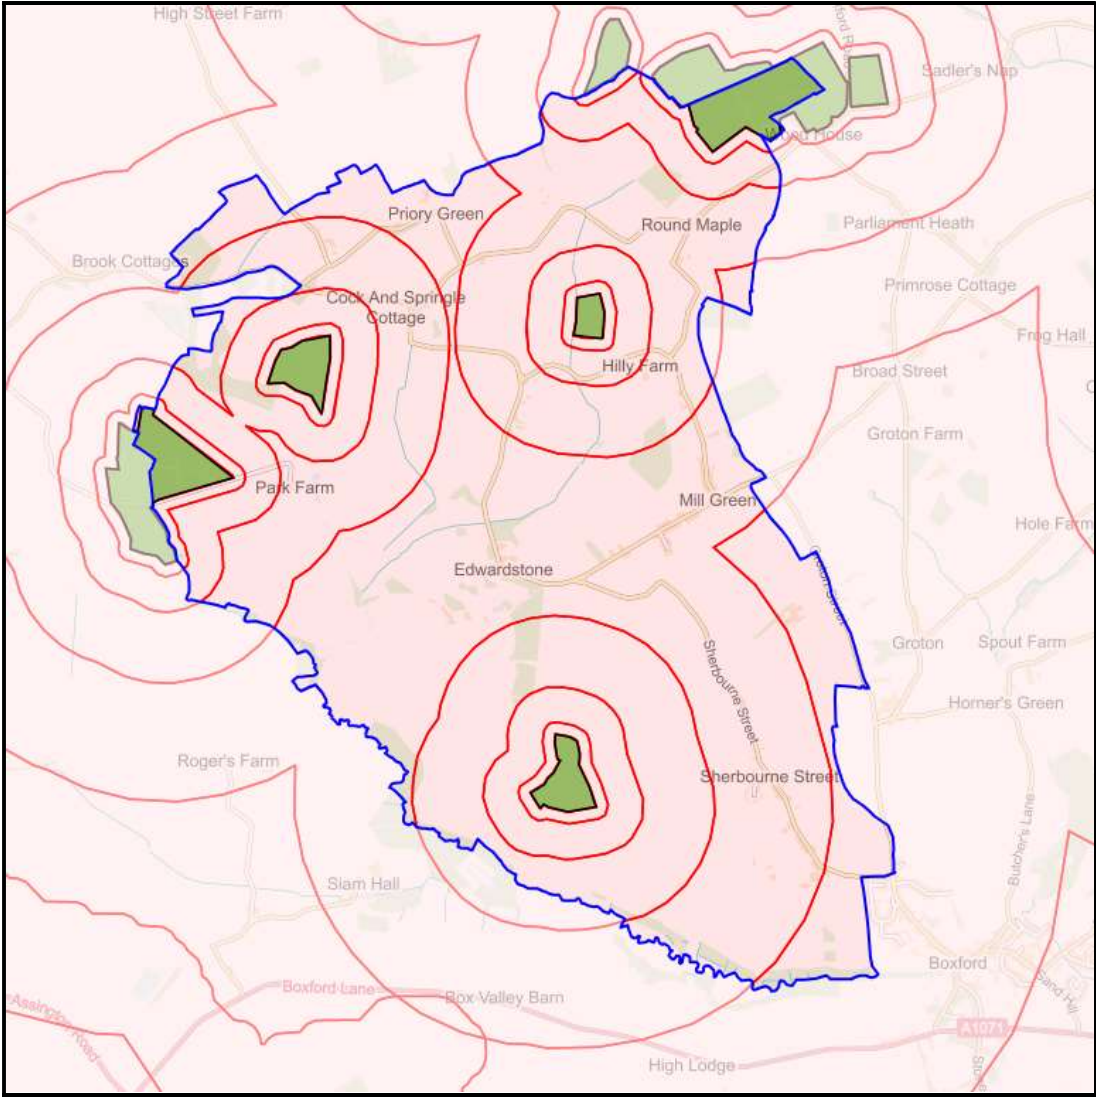 High Street Farm
Sadler's Nap
Wood House
Priory Green
Round Maple
Parliament Heath
Brook Cottages
Primrose Cottage
Cock And Springle
Cottage
Frog Hall
Hilly Farm
Broad Street
Groton Farm
Park Farm
Mill Green
Hole Farm
Edwardstone
Groton Street
Groton
Spout Farm
Sherbourne Street
Horner's Green
Roger's Farm
Sherbourne Street
Butcher's Lane
Siam Hall
Boxford
Sand Hill
Boxford Lane
Box Valley Barn
Assington Road
A1071
High Lodge